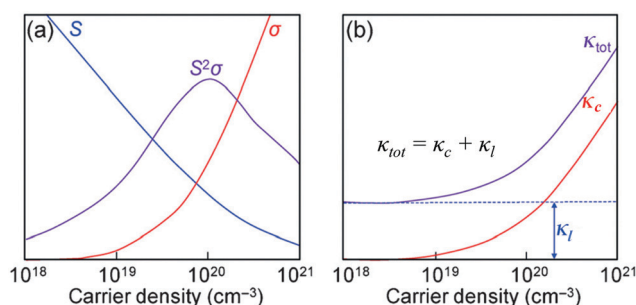 (a)
S
σ
S²σ
10¹⁸ 10¹⁹ 10²⁰ 10²¹
Carrier density (cm⁻³)
(b)
κtot
κc
κtot = κc + κl
κl
10¹⁸ 10¹⁹ 10²⁰ 10²¹
Carrier density (cm⁻³)